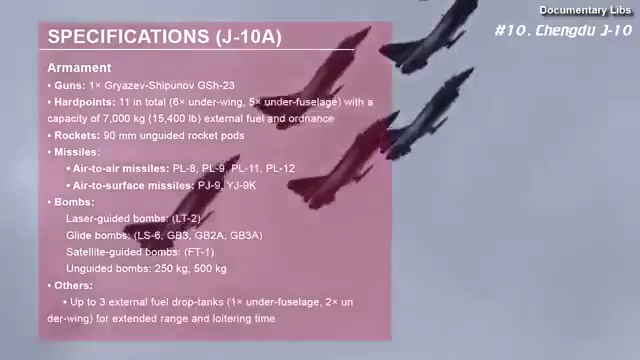 Documentary Libs
#10. Chengdu J-10
SPECIFICATIONS (J-10A)
Armament
• Guns: 1× Gryazev-Shipunov GSh-23
• Hardpoints: 11 in total (6× under-wing, 5× under-fuselage) with a
capacity of 7,000 kg (15,400 lb) external fuel and ordnance
• Rockets: 90 mm unguided rocket pods
• Missiles:
• Air-to-air missiles: PL-8, PL-9, PL-11, PL-12
• Air-to-surface missiles: PJ-9, YJ-9K
• Bombs:
Laser-guided bombs: (LT-2)
Glide bombs: (LS-6, GB3, GB2A, GB3A)
Satellite-guided bombs: (FT-1)
Unguided bombs: 250 kg, 500 kg
• Others:
• Up to 3 external fuel drop-tanks (1× under-fuselage, 2× un
der-wing) for extended range and loitering time